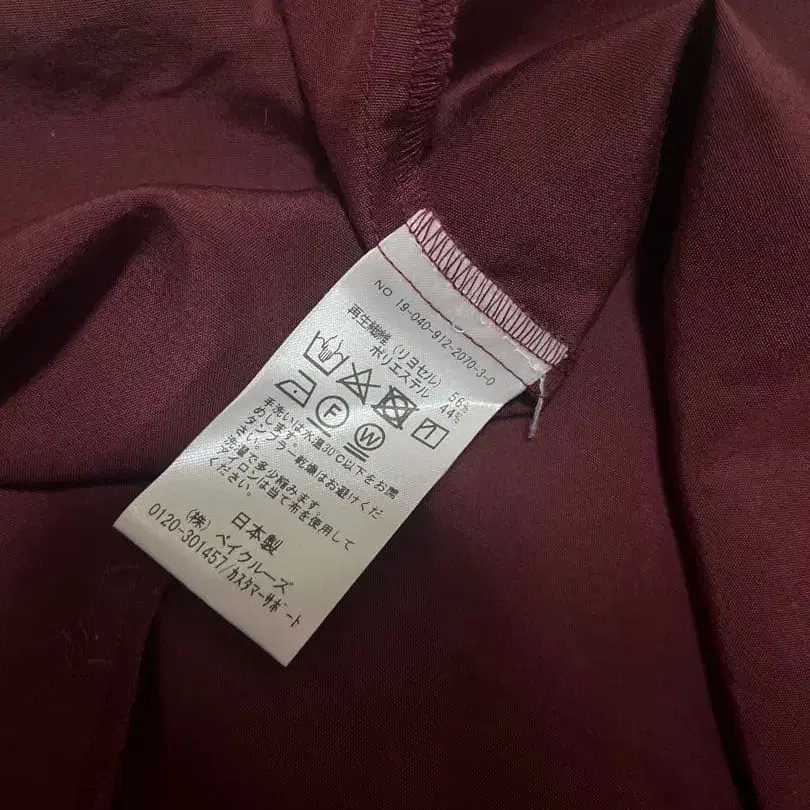 NO 19-040-912-2070-3-0
再生繊維 (リヨセル) 56%
ポリエステル 44%
F
W
手洗いは水温30℃以下をお薦
めします。
タンブラー乾燥はお避けくだ
さい。
洗濯で多少縮みます。
アイロンは当て布を使用して
ください。
日本製
(株) ベイクルーズ
0120-301457/カスタマーサポート